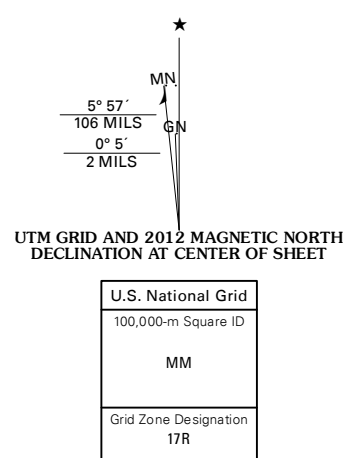 ★
M.N.
5° 57´
106 MILS
GN
0° 5´
2 MILS
UTM GRID AND 2012 MAGNETIC NORTH
DECLINATION AT CENTER OF SHEET
U.S. National Grid
100,000-m Square ID
MM
Grid Zone Designation
17R